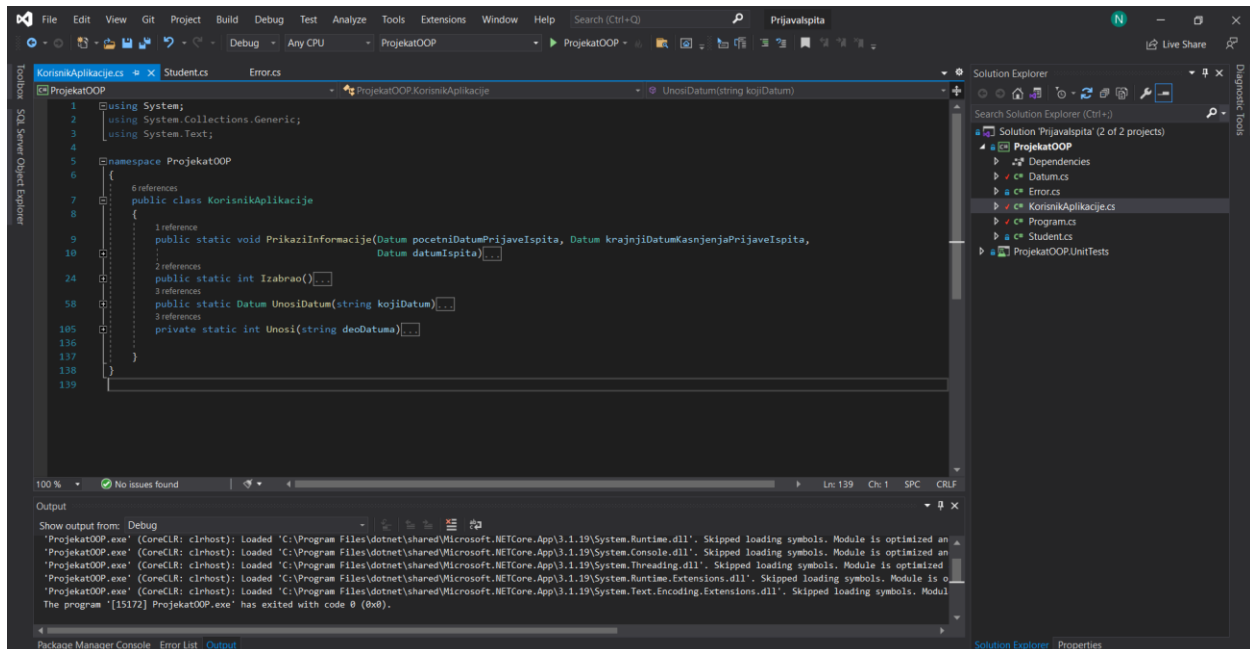 File Edit View Git Project Build Debug Test Analyze Tools Extensions Window Help Search (Ctrl+Q) Prijavalspita N
Debug Any CPU ProjekatOOP ProjekatOOP Live Share
Toolbox
SQL Server Object Explorer
KorisnikAplikacije.cs Student.cs Error.cs
ProjekatOOP ProjekatOOP.KorisnikAplikacije UnosiDatum(string kojiDatum)
1 using System;
2 using System.Collections.Generic;
3 using System.Text;
4
5 namespace ProjekatOOP
6 {
6 references
7 public class KorisnikAplikacije
8 {
1 reference
9 public static void PrikaziInformacije(Datum pocetniDatumPrijaveIspita, Datum krajnjiDatumKasnjenjaPrijaveIspita,
10 Datum datumIspita)...
2 references
24 public static int Izabrao()...
3 references
58 public static Datum UnosiDatum(string kojiDatum)...
3 references
105 private static int Unosi(string deoDatuma)...
136
137 }
138 }
139
100 % No issues found Ln: 139 Ch: 1 SPC CRLF
Output
Show output from: Debug
'ProjekatOOP.exe' (CoreCLR: clrhost): Loaded 'C:\Program Files\dotnet\shared\Microsoft.NETCore.App\3.1.19\System.Runtime.dll'. Skipped loading symbols. Module is optimized an
'ProjekatOOP.exe' (CoreCLR: clrhost): Loaded 'C:\Program Files\dotnet\shared\Microsoft.NETCore.App\3.1.19\System.Console.dll'. Skipped loading symbols. Module is optimized an
'ProjekatOOP.exe' (CoreCLR: clrhost): Loaded 'C:\Program Files\dotnet\shared\Microsoft.NETCore.App\3.1.19\System.Threading.dll'. Skipped loading symbols. Module is optimized
'ProjekatOOP.exe' (CoreCLR: clrhost): Loaded 'C:\Program Files\dotnet\shared\Microsoft.NETCore.App\3.1.19\System.Runtime.Extensions.dll'. Skipped loading symbols. Module is o
'ProjekatOOP.exe' (CoreCLR: clrhost): Loaded 'C:\Program Files\dotnet\shared\Microsoft.NETCore.App\3.1.19\System.Text.Encoding.Extensions.dll'. Skipped loading symbols. Modul
The program '[15172] ProjekatOOP.exe' has exited with code 0 (0x0).
Package Manager Console Error List Output
Solution Explorer
Search Solution Explorer (Ctrl+;)
Solution 'Prijavalspita' (2 of 2 projects)
C# ProjekatOOP
Dependencies
C# Datum.cs
C# Error.cs
C# KorisnikAplikacije.cs
C# Program.cs
C# Student.cs
ProjekatOOP.UnitTests
Solution Explorer Properties
Diagnostic Tools